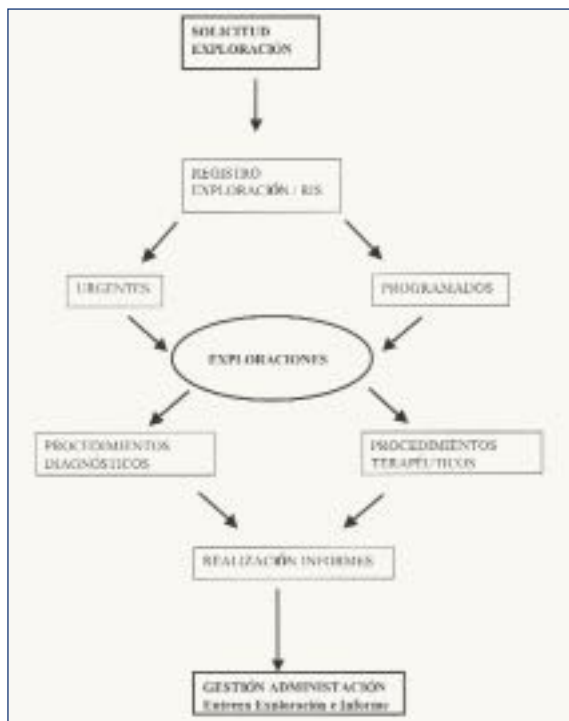 SOLICITUD
EXPLORACIÓN
REGISTRO
EXPLORACIÓN / RIS
URGENTES
PROGRAMADOS
EXPLORACIONES
PROCEDIMIENTOS
DIAGNÓSTICOS
PROCEDIMIENTOS
TERAPÉUTICOS
REALIZACIÓN INFORMES
GESTIÓN ADMINISTACIÓN
Entrega Exploración e Informe